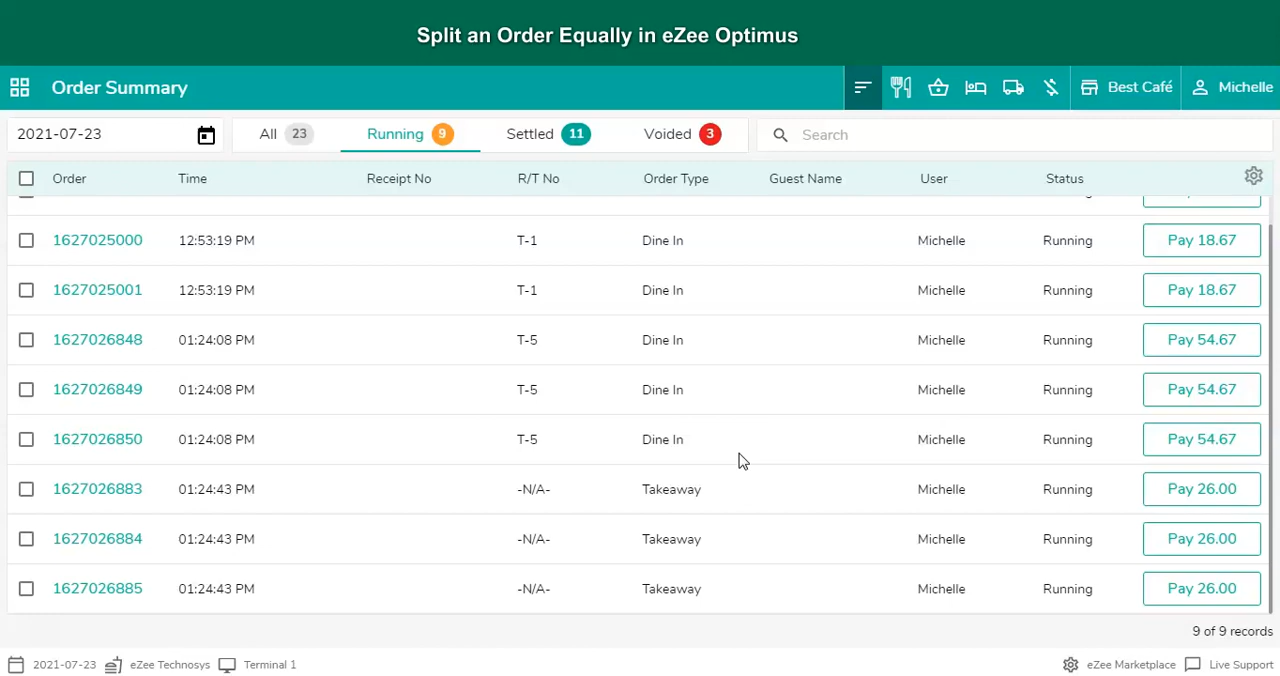 Split an Order Equally in eZee Optimus
Order Summary Best Café Michelle
2021-07-23 All 23 Running 9 Settled 11 Voided 3 Search
Order Time Receipt No R/T No Order Type Guest Name User Status
1627025000 12:53:19 PM T-1 Dine In Michelle Running Pay 18.67
1627025001 12:53:19 PM T-1 Dine In Michelle Running Pay 18.67
1627026848 01:24:08 PM T-5 Dine In Michelle Running Pay 54.67
1627026849 01:24:08 PM T-5 Dine In Michelle Running Pay 54.67
1627026850 01:24:08 PM T-5 Dine In Michelle Running Pay 54.67
1627026883 01:24:43 PM -N/A- Takeaway Michelle Running Pay 26.00
1627026884 01:24:43 PM -N/A- Takeaway Michelle Running Pay 26.00
1627026885 01:24:43 PM -N/A- Takeaway Michelle Running Pay 26.00
9 of 9 records
2021-07-23 eZee Technosys Terminal 1 eZee Marketplace Live Support